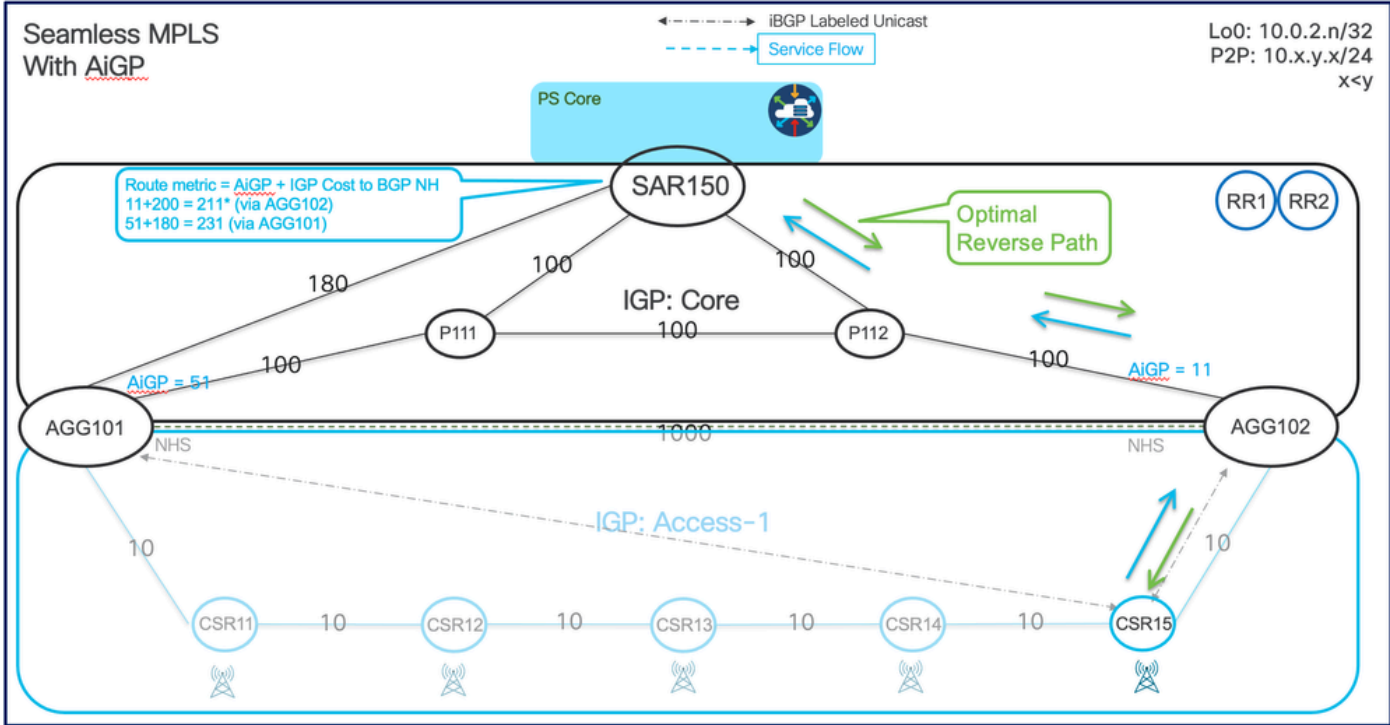 Seamless MPLS
With AiGP
iBGP Labeled Unicast
Service Flow
Lo0: 10.0.2.n/32
P2P: 10.x.y.x/24
x<y
PS Core
Route metric = AiGP + IGP Cost to BGP NH
11+200 = 211* (via AGG102)
51+180 = 231 (via AGG101)
SAR150
RR1
RR2
Optimal
Reverse Path
180
100
100
IGP: Core
P111
100
P112
100
100
AiGP = 51
AiGP = 11
AGG101
1000
AGG102
NHS
NHS
IGP: Access-1
10
10
CSR11
10
CSR12
10
CSR13
10
CSR14
10
CSR15